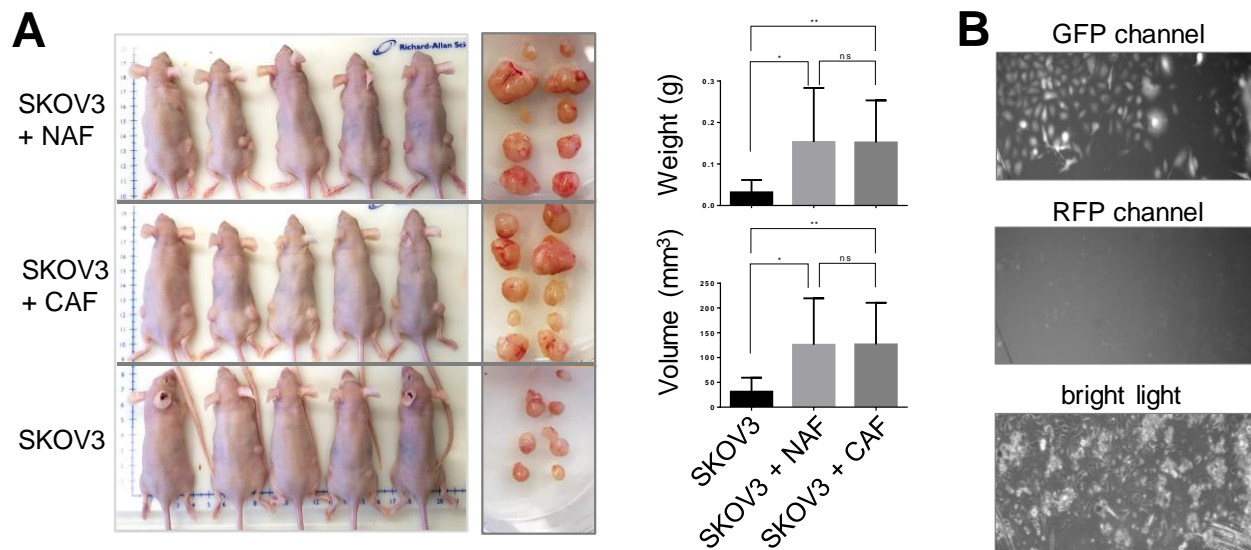 A
SKOV3
+ NAF
SKOV3
+ CAF
SKOV3
Richard-Allan Sci
**
*
ns
Weight (g)
0.3
0.2
0.1
0.0
**
*
ns
Volume (mm³)
250
200
150
100
50
0
SKOV3
SKOV3 + NAF
SKOV3 + CAF
B
GFP channel
RFP channel
bright light